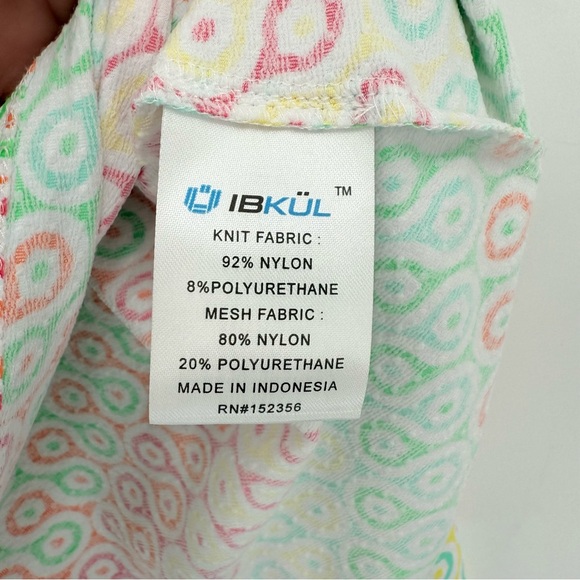 IBKÜL™
KNIT FABRIC :
92% NYLON
8%POLYURETHANE
MESH FABRIC :
80% NYLON
20% POLYURETHANE
MADE IN INDONESIA
RN#152356